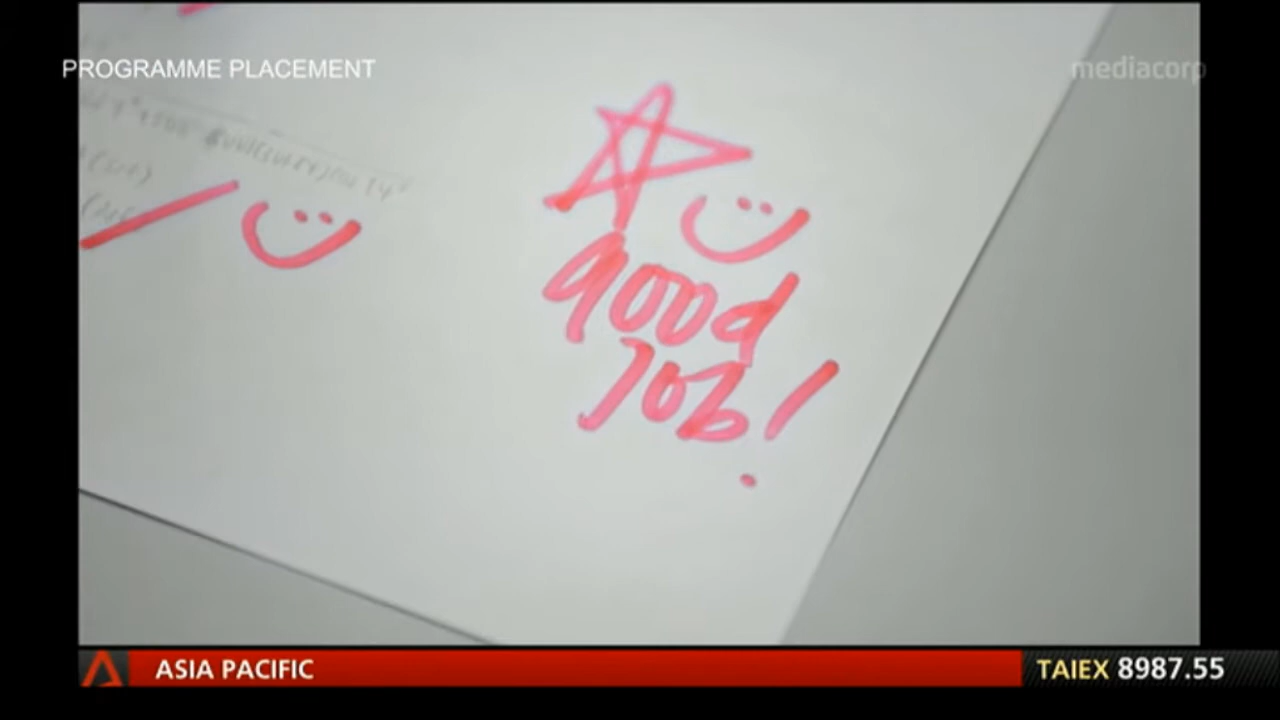 PROGRAMME PLACEMENT
mediacorp
good
Job!
ASIA PACIFIC
TAIEX 8987.55